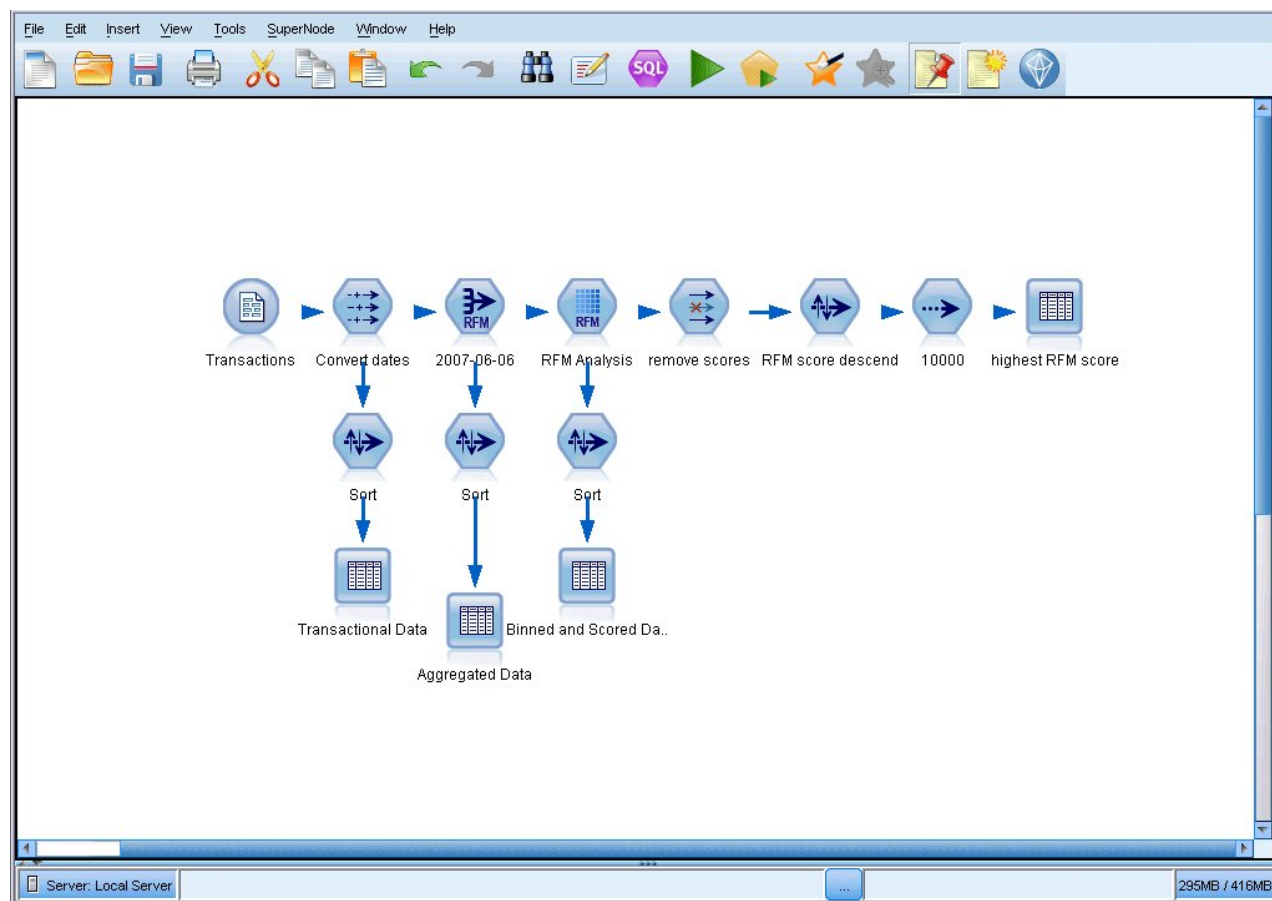 File Edit Insert View Tools SuperNode Window Help
SQL
RFM
RFM
Transactions Convert dates 2007-06-06 RFM Analysis remove scores RFM score descend 10000 highest RFM score
Sort Sort Sort
Transactional Data Binned and Scored Da..
Aggregated Data
...
Server: Local Server 295MB / 416MB